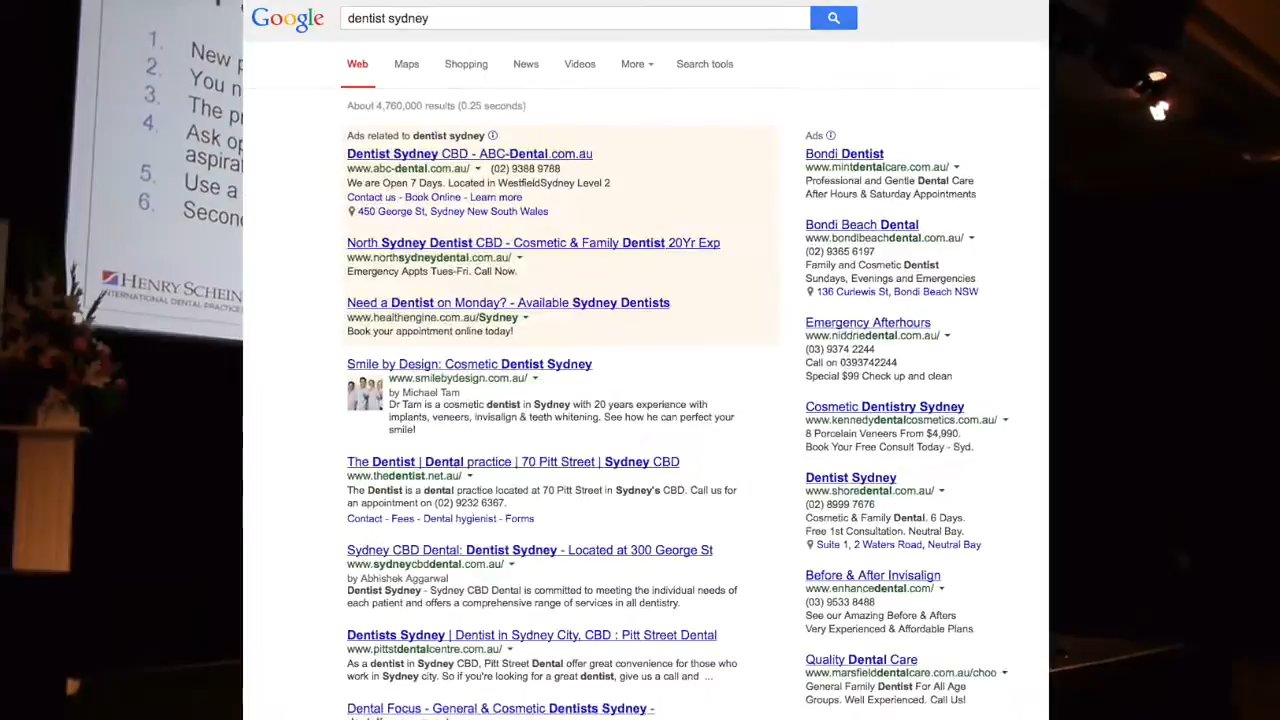 1. New
2. You
3. The
4. Ask
aspira
5. Use a
6.
HENRY SCHEIN
INTERNATIONAL DENTAL PRACTICE
Google
dentist sydney
Web Maps Shopping News Videos More Search tools
About 4,760,000 results (0.25 seconds)
Ads related to dentist sydney
Dentist Sydney CBD - ABC-Dental.com.au
www.abc-dental.com.au/ (02) 9388 9788
We are Open 7 Days. Located in WestfieldSydney Level 2
Contact us - Book Online - Learn more
450 George St, Sydney New South Wales
North Sydney Dentist CBD - Cosmetic & Family Dentist 20Yr Exp
www.northsydneydental.com.au/
Emergency Appts Tues-Fri. Call Now.
Need a Dentist on Monday? - Available Sydney Dentists
www.healthengine.com.au/Sydney
Book your appointment online today!
Smile by Design: Cosmetic Dentist Sydney
www.smilebydesign.com.au/
by Michael Tam
Dr Tam is a cosmetic dentist in Sydney with 20 years experience with
implants, veneers, invisalign & teeth whitening. See how he can perfect your
smile!
The Dentist | Dental practice | 70 Pitt Street | Sydney CBD
www.thedentist.net.au/
The Dentist is a dental practice located at 70 Pitt Street in Sydney's CBD. Call us for
an appointment on (02) 9232 6367.
Contact - Fees - Dental hygienist - Forms
Sydney CBD Dental: Dentist Sydney - Located at 300 George St
www.sydneycbddental.com.au/
by Abhishek Aggarwal
Dentist Sydney - Sydney CBD Dental is committed to meeting the individual needs of
each patient and offers a comprehensive range of services in all dentistry.
Dentists Sydney | Dentist in Sydney City, CBD : Pitt Street Dental
www.pittstdentalcentre.com.au/
As a dentist in Sydney CBD, Pitt Street Dental offer great convenience for those who
work in Sydney city. So if you're looking for a great dentist, give us a call and ...
Dental Focus - General & Cosmetic Dentists Sydney -
Ads
Bondi Dentist
www.mintdentalcare.com.au/
Professional and Gentle Dental Care
After Hours & Saturday Appointments
Bondi Beach Dental
www.bondibeachdental.com.au/
(02) 9365 6197
Family and Cosmetic Dentist
Sundays, Evenings and Emergencies
136 Curlewis St, Bondi Beach NSW
Emergency Afterhours
www.niddriedental.com.au/
(03) 9374 2244
Call on 0393742244
Special $99 Check up and clean
Cosmetic Dentistry Sydney
www.kennedydentalcosmetics.com.au/
8 Porcelain Veneers From $4,990.
Book Your Free Consult Today - Syd.
Dentist Sydney
www.shoredental.com.au/
(02) 8999 7676
Cosmetic & Family Dental. 6 Days.
Free 1st Consultation. Neutral Bay.
Suite 1, 2 Waters Road, Neutral Bay
Before & After Invisalign
www.enhancedental.com/
(03) 9533 8488
See our Amazing Before & Afters
Very Experienced & Affordable Plans
Quality Dental Care
www.marsfielddentalcare.com.au/choo
General Family Dentist For All Age
Groups. Well Experienced. Call Us!